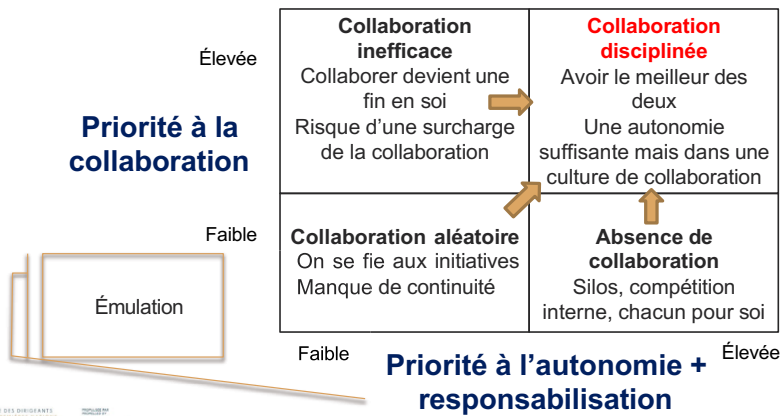 Élevée
Collaboration
inefficace
Collaborer devient une
fin en soi
Risque d'une surcharge
de la collaboration
Collaboration
disciplinée
Avoir le meilleur des
deux
Une autonomie
suffisante mais dans une
culture de collaboration
Priorité à la
collaboration
Faible
Collaboration aléatoire
On se fie aux initiatives
Manque de continuité
Absence de
collaboration
Silos, compétition
interne, chacun pour soi
Émulation
Faible
Priorité à l'autonomie +
responsabilisation
Élevée
DES DIRIGEANTS